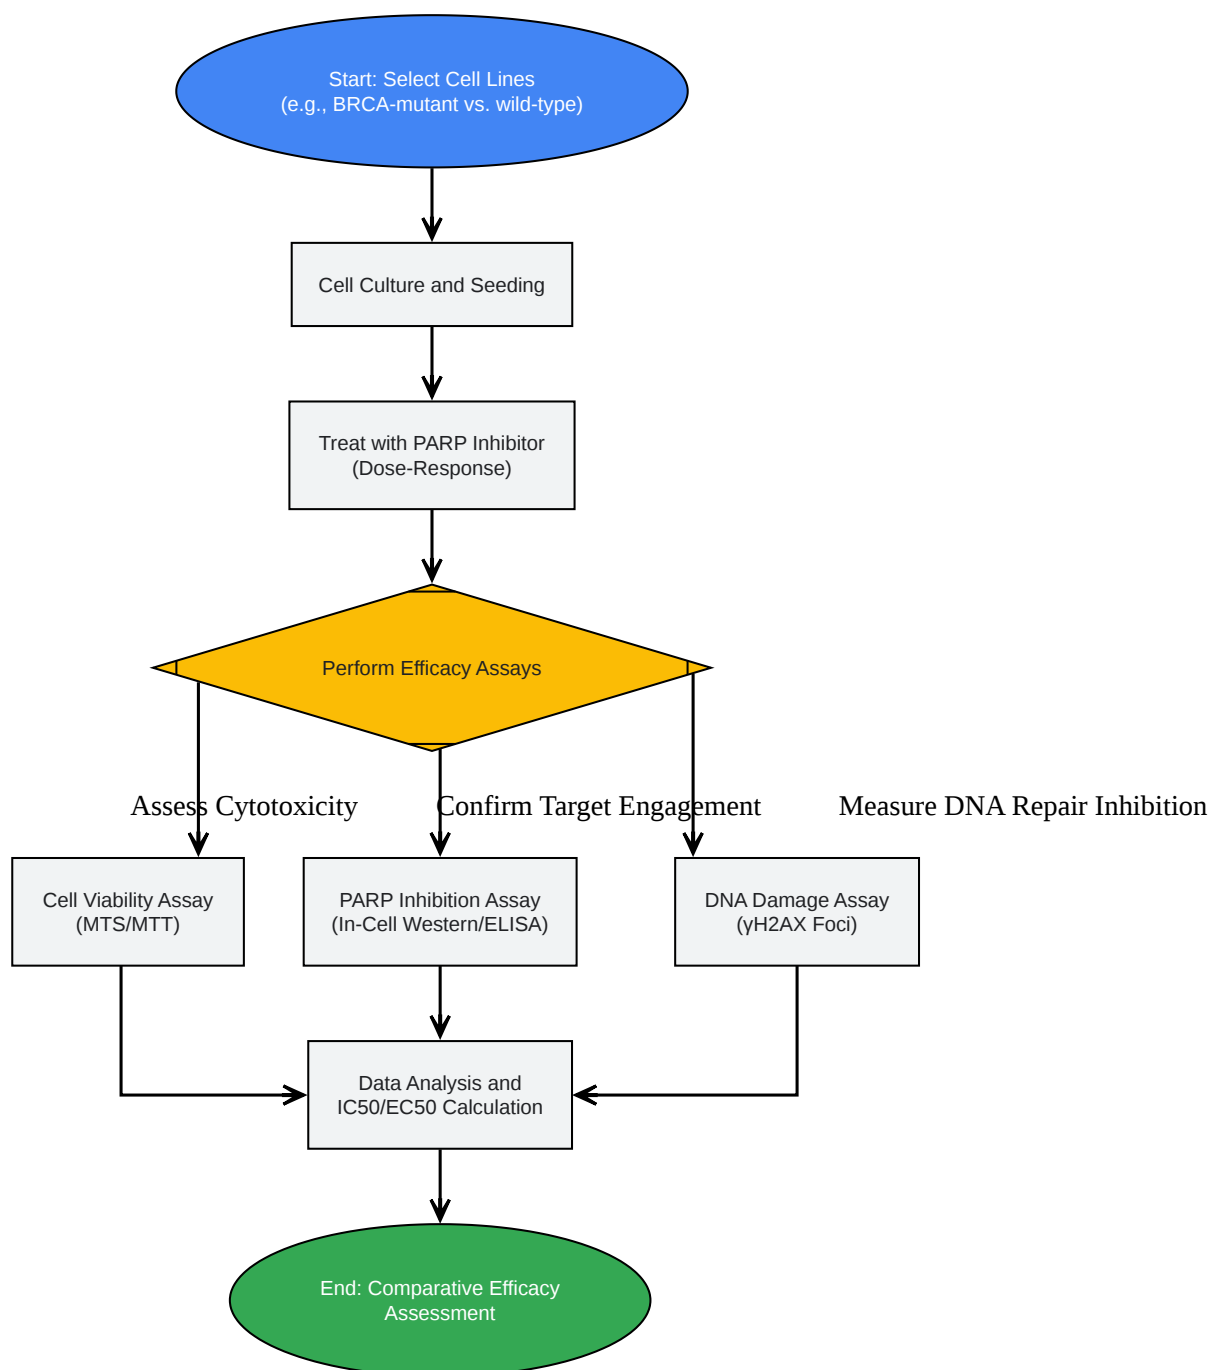 Start: Select Cell Lines
(e.g., BRCA-mutant vs. wild-type)
Cell Culture and Seeding
Treat with PARP Inhibitor
(Dose-Response)
Perform Efficacy Assays
Assess Cytotoxicity
Confirm Target Engagement
Measure DNA Repair Inhibition
Cell Viability Assay
(MTS/MTT)
PARP Inhibition Assay
(In-Cell Western/ELISA)
DNA Damage Assay
(γH2AX Foci)
Data Analysis and
IC50/EC50 Calculation
End: Comparative Efficacy
Assessment